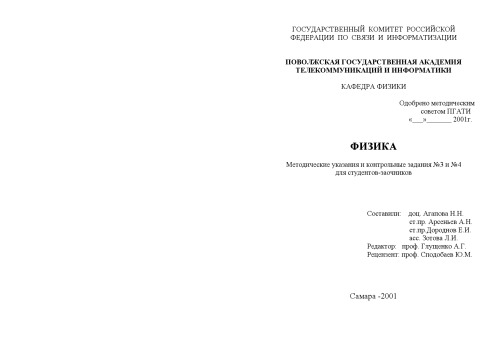 ГОСУДАРСТВЕННЫЙ КОМИТЕТ РОССИЙСКОЙ
ФЕДЕРАЦИИ ПО СВЯЗИ И ИНФОРМАТИЗАЦИИ
ПОВОЛЖСКАЯ ГОСУДАРСТВЕННАЯ АКАДЕМИЯ
ТЕЛЕКОММУНИКАЦИЙ И ИНФОРМАТИКИ
КАФЕДРА ФИЗИКИ
Одобрено методическим
советом ПГАТИ
«___»_______ 2001г.
ФИЗИКА
Методические указания и контрольные задания №3 и №4
для студентов-заочников
Составили: доц. Агапова Н.Н.
ст.пр. Арсеньев А.Н.
ст.пр.Дороднов Е.И.
асс. Зотова Л.И.
Редактор: проф. Глущенко А.Г.
Рецензент: проф. Сподобаев Ю.М.
Самара -2001